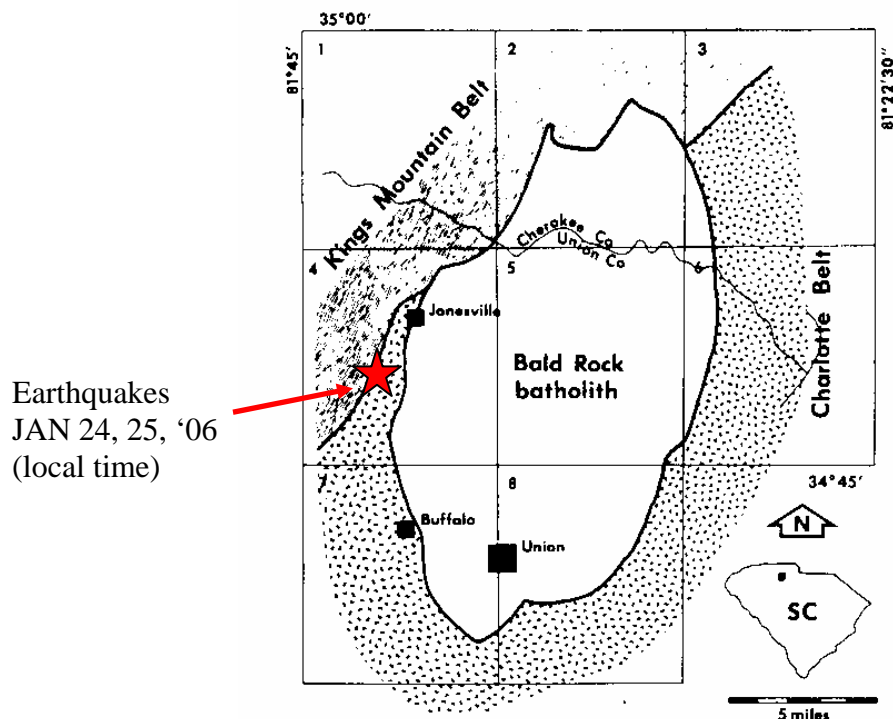 35°00'
81°45'
1
2
3
81°22'30"
Kings Mountain Belt
Cherokee Co
Union Co
4
5
6
Jonesville
Charlotte Belt
Bald Rock
batholith
Earthquakes
JAN 24, 25, ‘06
(local time)
7
8
34°45'
Buffalo
Union
N
SC
5 miles